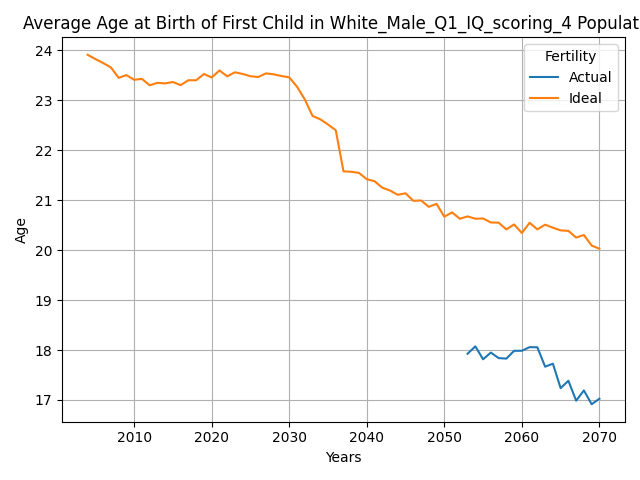 Average Age at Birth of First Child in White_Male_Q1_IQ_scoring_4 Populat
Fertility
Actual
Ideal
24
23
22
21
20
19
18
17
Age
2010 2020 2030 2040 2050 2060 2070
Years